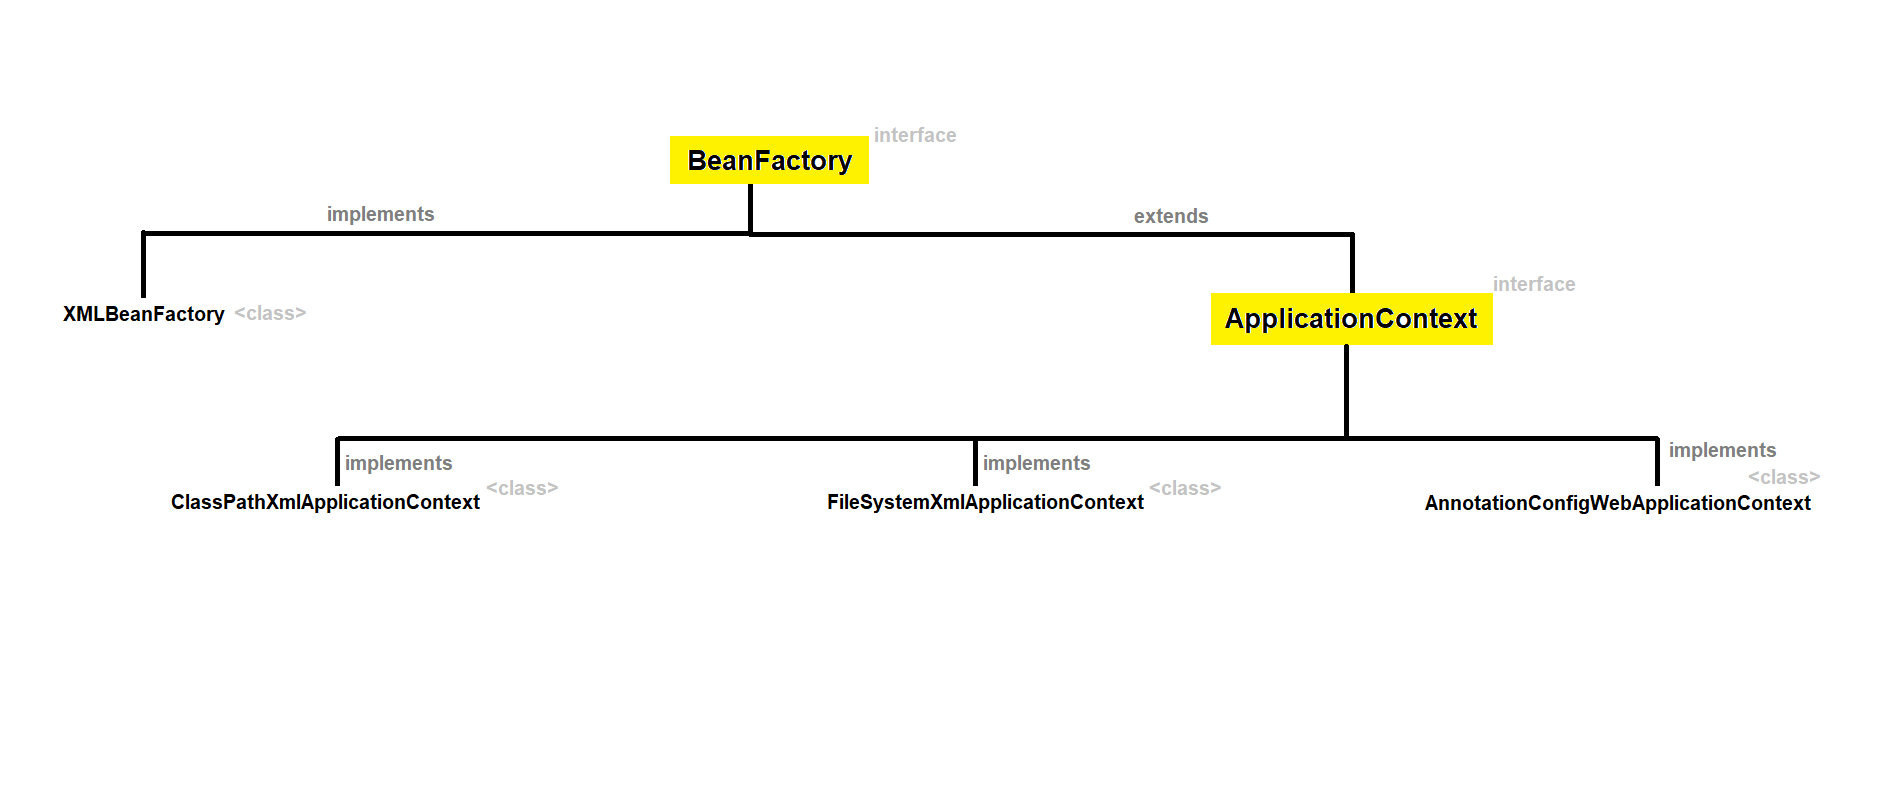 interface
BeanFactory
implements
extends
interface
XMLBeanFactory <class>
ApplicationContext
implements
implements
implements
<class>
<class>
<class>
ClassPathXmlApplicationContext
FileSystemXmlApplicationContext
AnnotationConfigWebApplicationContext